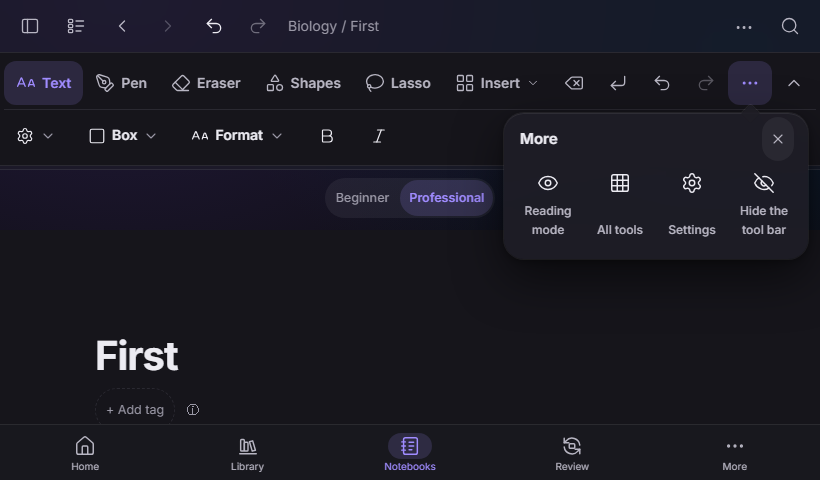 Biology / First
Text Pen Eraser Shapes Lasso Insert
Box Format B I
More
Reading mode
All tools
Settings
Hide the tool bar
Beginner Professional
First
+ Add tag
Home Library Notebooks Review More